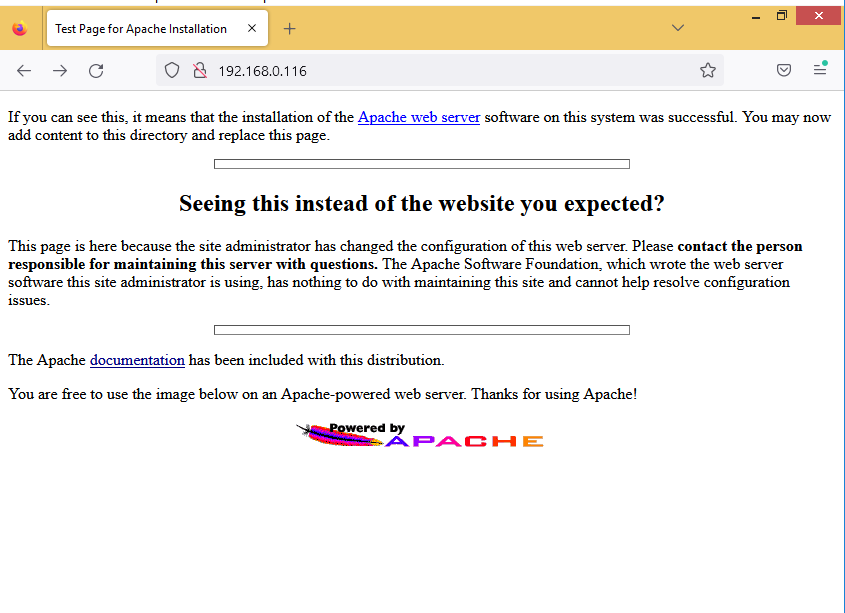 Test Page for Apache Installation
192.168.0.116
If you can see this, it means that the installation of the Apache web server software on this system was successful. You may now
add content to this directory and replace this page.
Seeing this instead of the website you expected?
This page is here because the site administrator has changed the configuration of this web server. Please contact the person
responsible for maintaining this server with questions. The Apache Software Foundation, which wrote the web server
software this site administrator is using, has nothing to do with maintaining this site and cannot help resolve configuration
issues.
The Apache documentation has been included with this distribution.
You are free to use the image below on an Apache-powered web server. Thanks for using Apache!
Powered by
APACHE